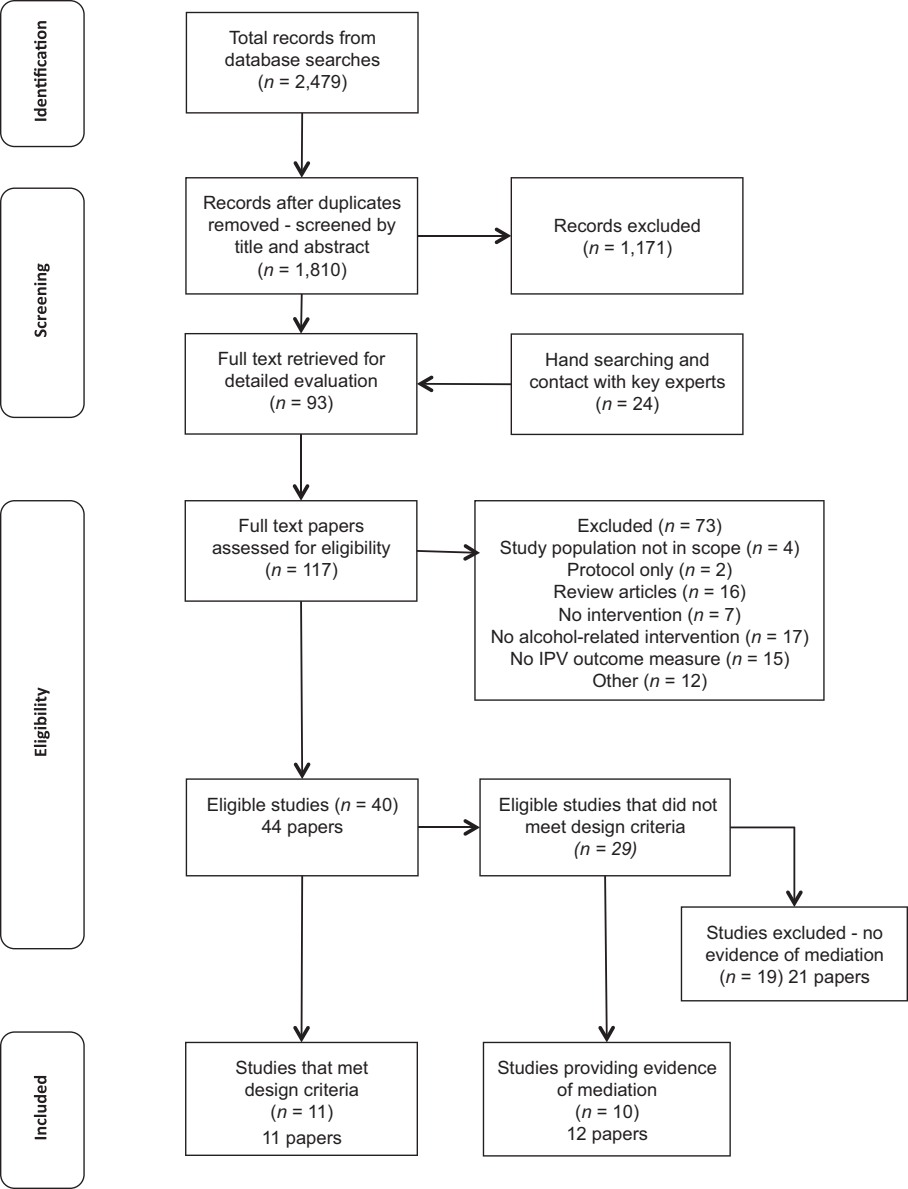 Identification
Total records from
database searches
(n = 2,479)
Screening
Records after duplicates
removed - screened by
title and abstract
(n = 1,810)
Records excluded
(n = 1,171)
Full text retrieved for
detailed evaluation
(n = 93)
Hand searching and
contact with key experts
(n = 24)
Eligibility
Full text papers
assessed for eligibility
(n = 117)
Excluded (n = 73)
Study population not in scope (n = 4)
Protocol only (n = 2)
Review articles (n = 16)
No intervention (n = 7)
No alcohol-related intervention (n = 17)
No IPV outcome measure (n = 15)
Other (n = 12)
Eligible studies (n = 40)
44 papers
Eligible studies that did not
meet design criteria
(n = 29)
Studies excluded - no
evidence of mediation
(n = 19) 21 papers
Included
Studies that met
design criteria
(n = 11)
11 papers
Studies providing evidence
of mediation
(n = 10)
12 papers